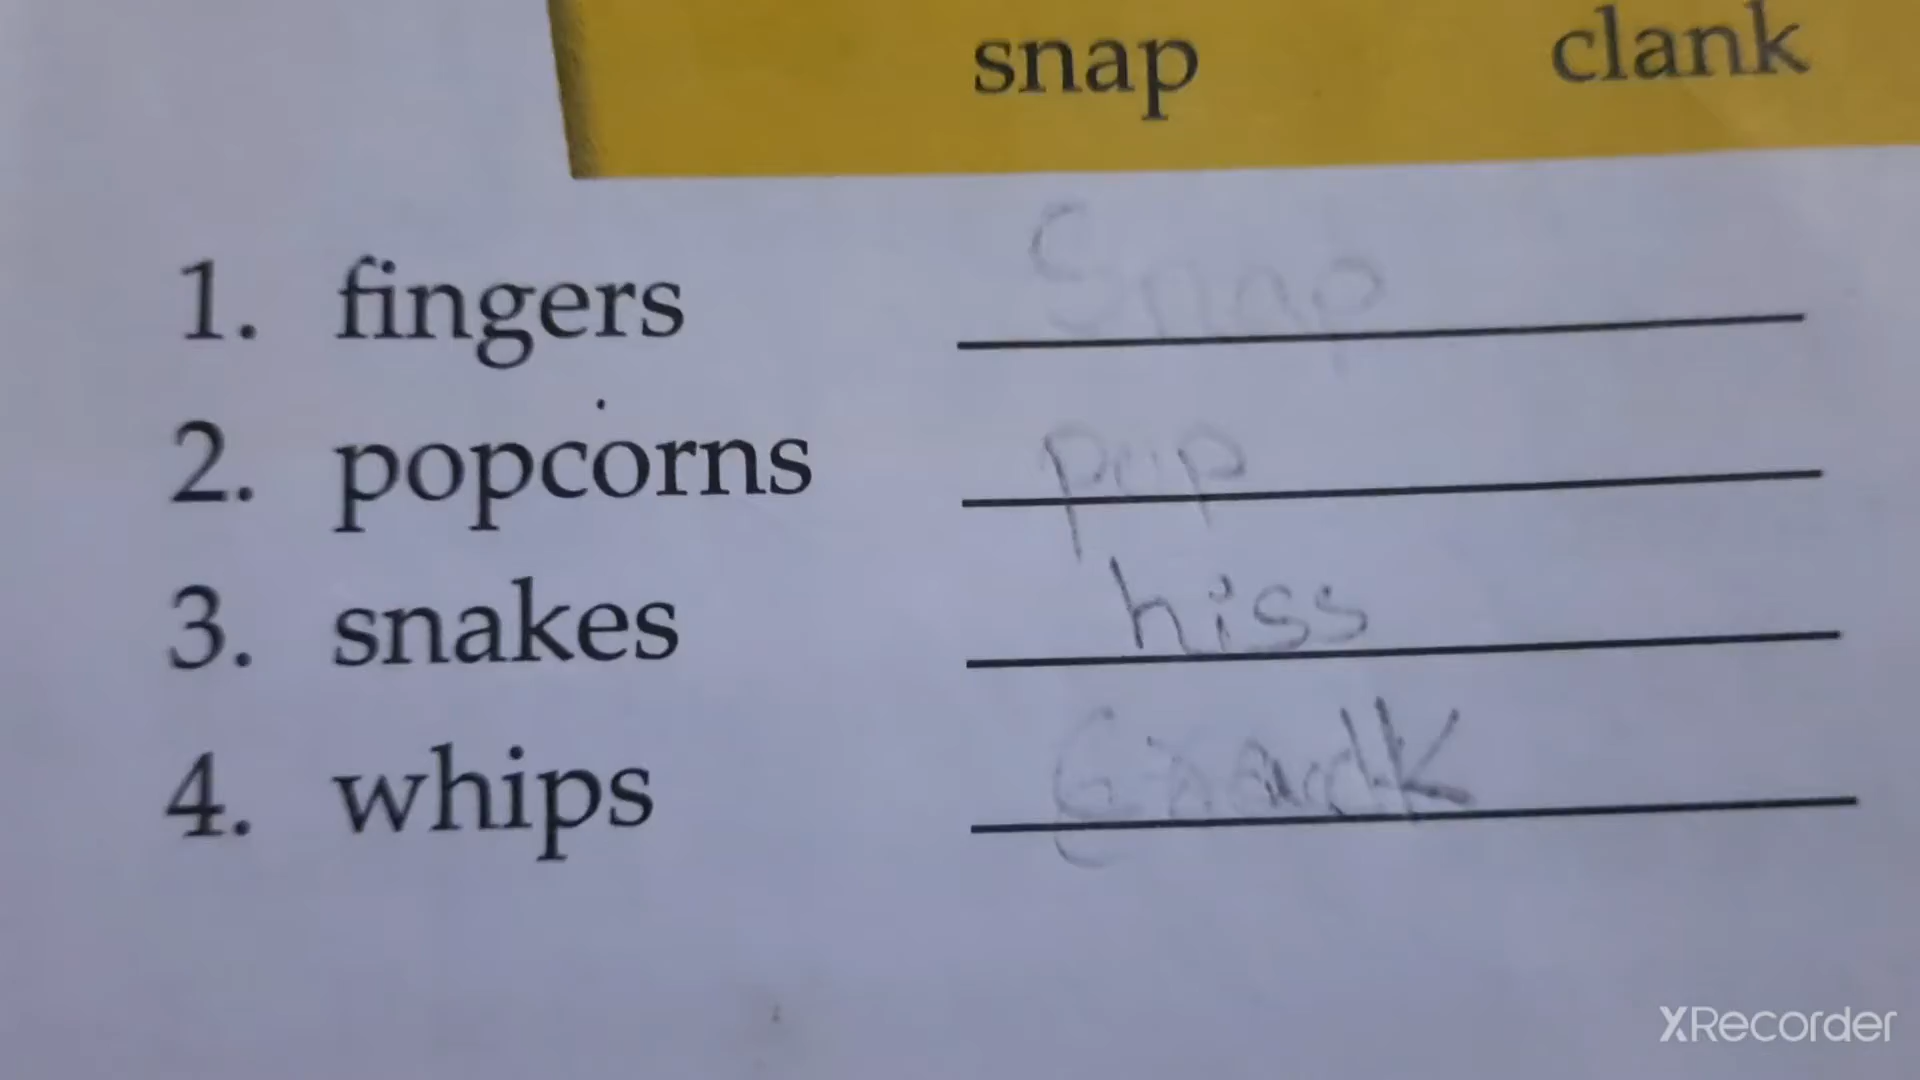 snap clank
1. fingers Snap
2. popcorns pop
3. snakes hiss
4. whips
XRecorder